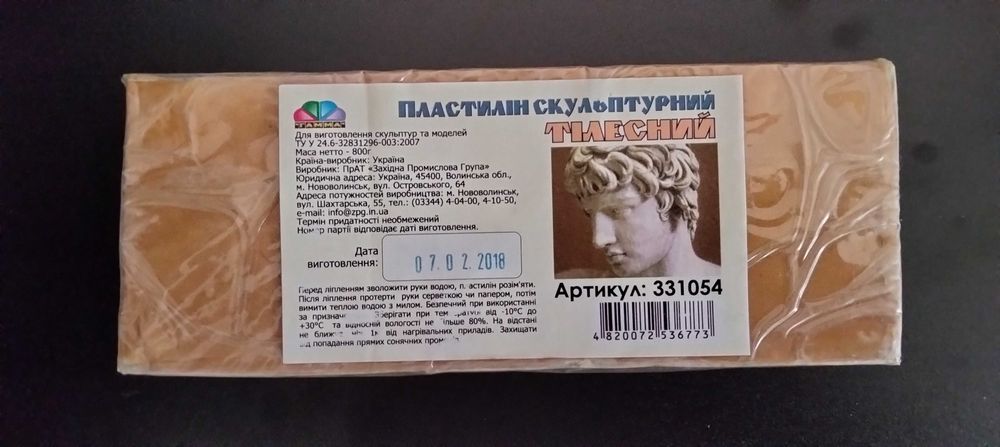 ПЛАСТИЛІН СКУЛЬПТУРНИЙ
ТІЛЕСНИЙ
"ГАММА"
Для виготовлення скульптур та моделей
ТУ У 24.6-32831296-003:2007
Маса нетто - 800г
Країна-виробник: Україна
Виробник: ПрАТ «Західна Промислова Група»
Юридична адреса: Україна, 45400, Волинська обл.,
м. Нововолинськ, вул. Островського, 64
Адреса потужностей виробництва: м. Нововолинськ,
вул. Шахтарська, 55, тел.: (03344) 4-04-00, 4-10-50,
e-mail: info@zpg.in.ua
Термін придатності необмежений
Номер партії відповідає даті виготовлення.
Дата
виготовлення:
07.02.2018
Перед ліпленням зволожити руки водою, пластилін розім'яти.
Після ліплення протерти руки серветкою чи папером, потім
вимити теплою водою з милом. Безпечний при використанні
за призначенням. Зберігати при температурі від -10°С до
+30°С та відносній вологості не більше 80%. На відстані
не ближче ніж 1м від нагрівальних приладів. Захищати
від попадання прямих сонячних променів.
Артикул: 331054
4 820072 536773